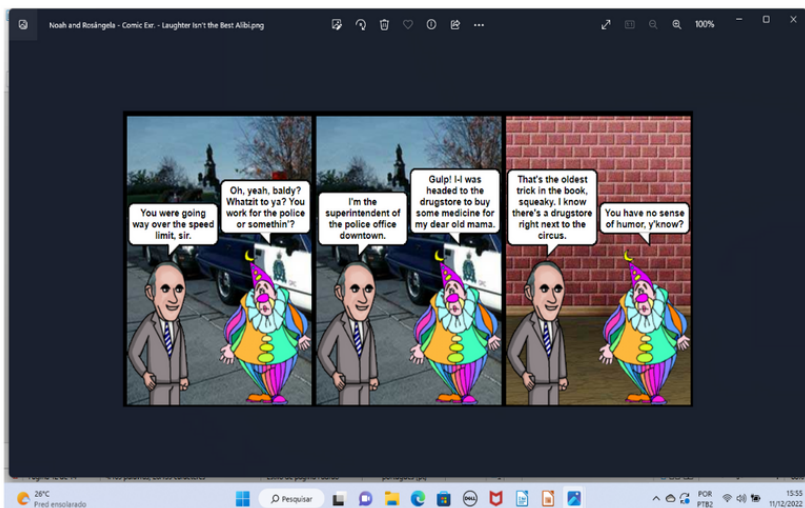 Noah and Rosángela - Comic Exr. - Laughter Isn't the Best Alibi.png
100%
You were going
way over the speed
limit, sir.
Oh, yeah, baldy?
Whatzit to ya? You
work for the police
or somethin'?
I'm the
superintendent of
the police office
downtown.
Gulp! I-I was
headed to the
drugstore to buy
some medicine for
my dear old mama.
That's the oldest
trick in the book,
squeaky. I know
there's a drugstore
right next to the
circus.
You have no sense
of humor, y'know?
26°C
Pred ensolarado
Pesquisar
DELL
POR
PTB2
15:55
11/12/2022